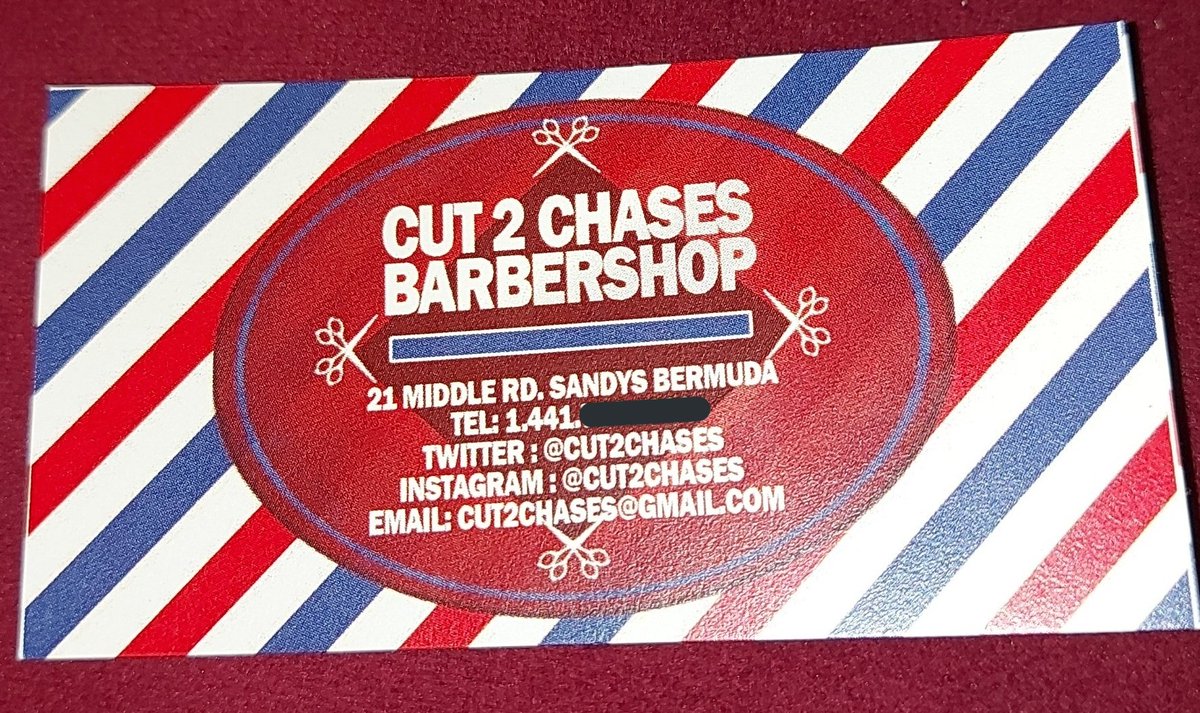 CUT 2 CHASES
BARBERSHOP
21 MIDDLE RD. SANDYS BERMUDA
TEL: 1.441.
TWITTER : @CUT2CHASES
INSTAGRAM : @CUT2CHASES
EMAIL: CUT2CHASES@GMAIL.COM